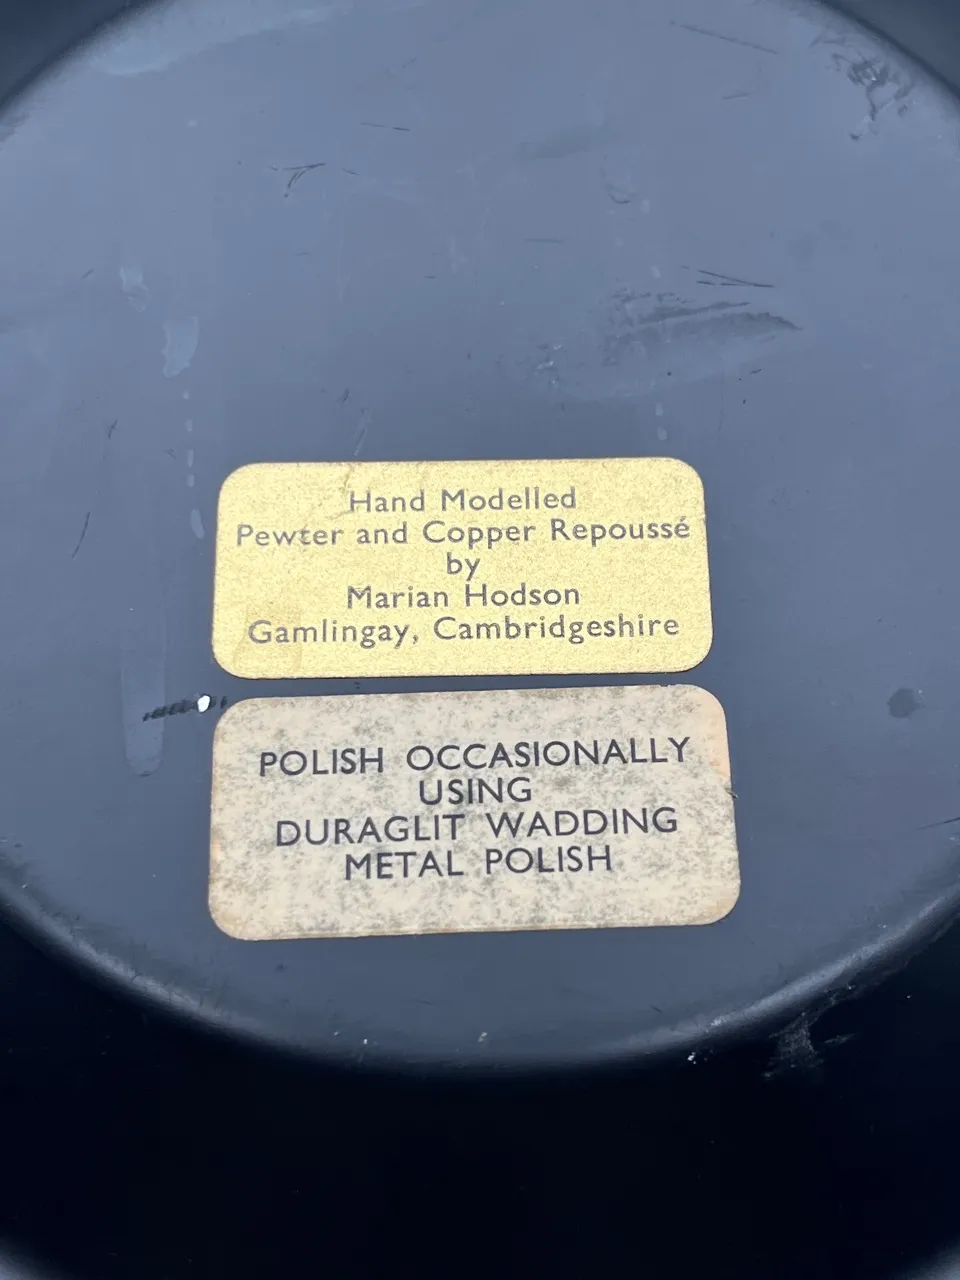 Hand Modelled
Pewter and Copper Repoussé
by
Marian Hodson
Gamlingay, Cambridgeshire
POLISH OCCASIONALLY
USING
DURAGLIT WADDING
METAL POLISH